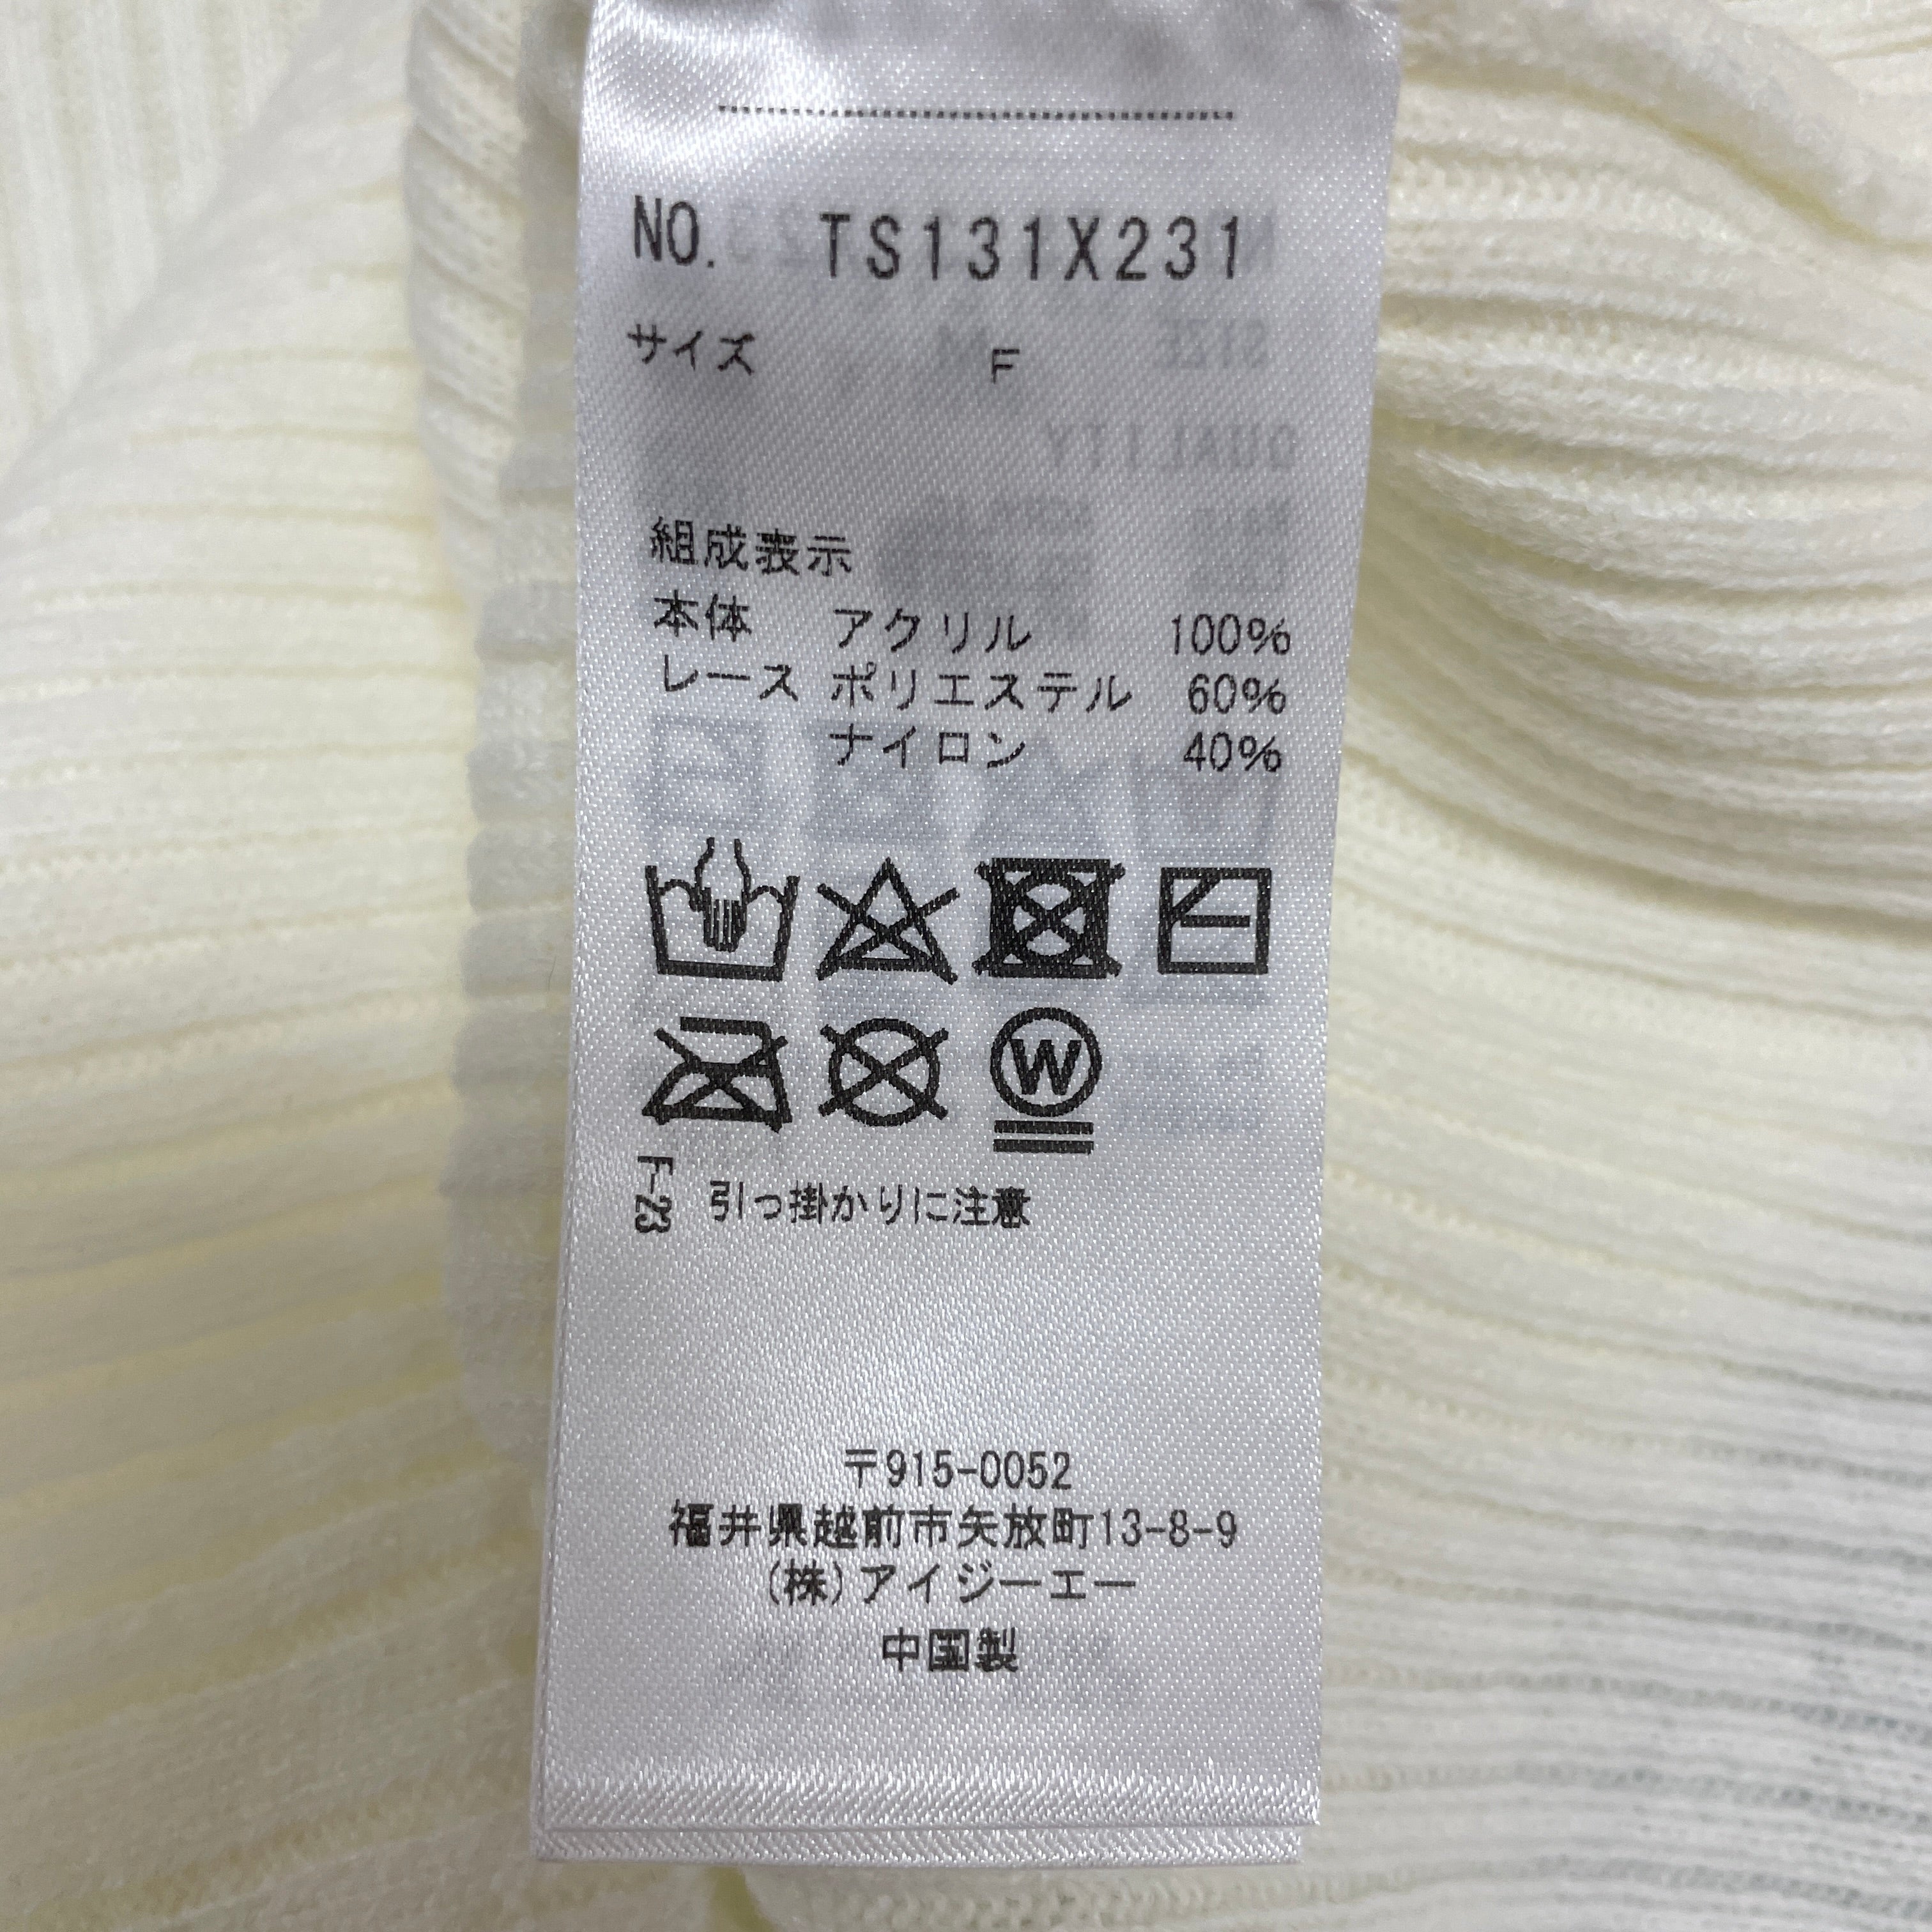 NO. TS131X231
サイズ F
組成表示
本体 アクリル 100%
レース ポリエステル 60%
ナイロン 40%
W
F-23 引っ掛かりに注意
〒915-0052
福井県越前市矢放町13-8-9
(株)アイジーエー
中国製